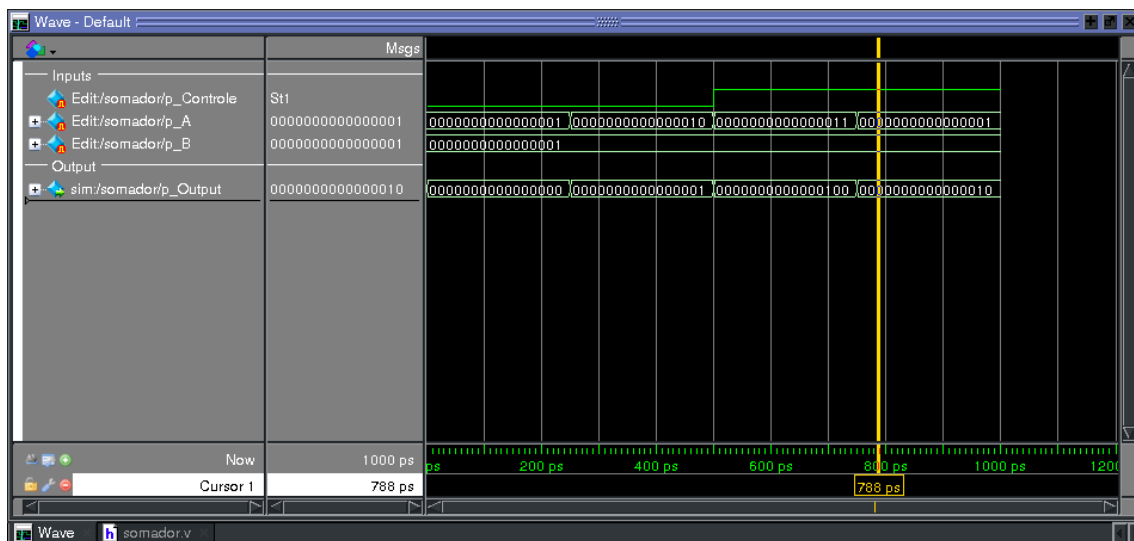 Wave - Default
Msgs
Inputs
Edit:/somador/p_Controle St1
Edit:/somador/p_A 0000000000000001 0000000000000001 0000000000000010 0000000000000011 0000000000000001
Edit:/somador/p_B 0000000000000001 0000000000000001
Output
sim:/somador/p_Output 0000000000000010 0000000000000000 0000000000000001 0000000000000100 0000000000000010
Now 1000 ps ps 200 ps 400 ps 600 ps 800 ps 1000 ps 1200
Cursor 1 788 ps 788 ps
Wave h somador.v